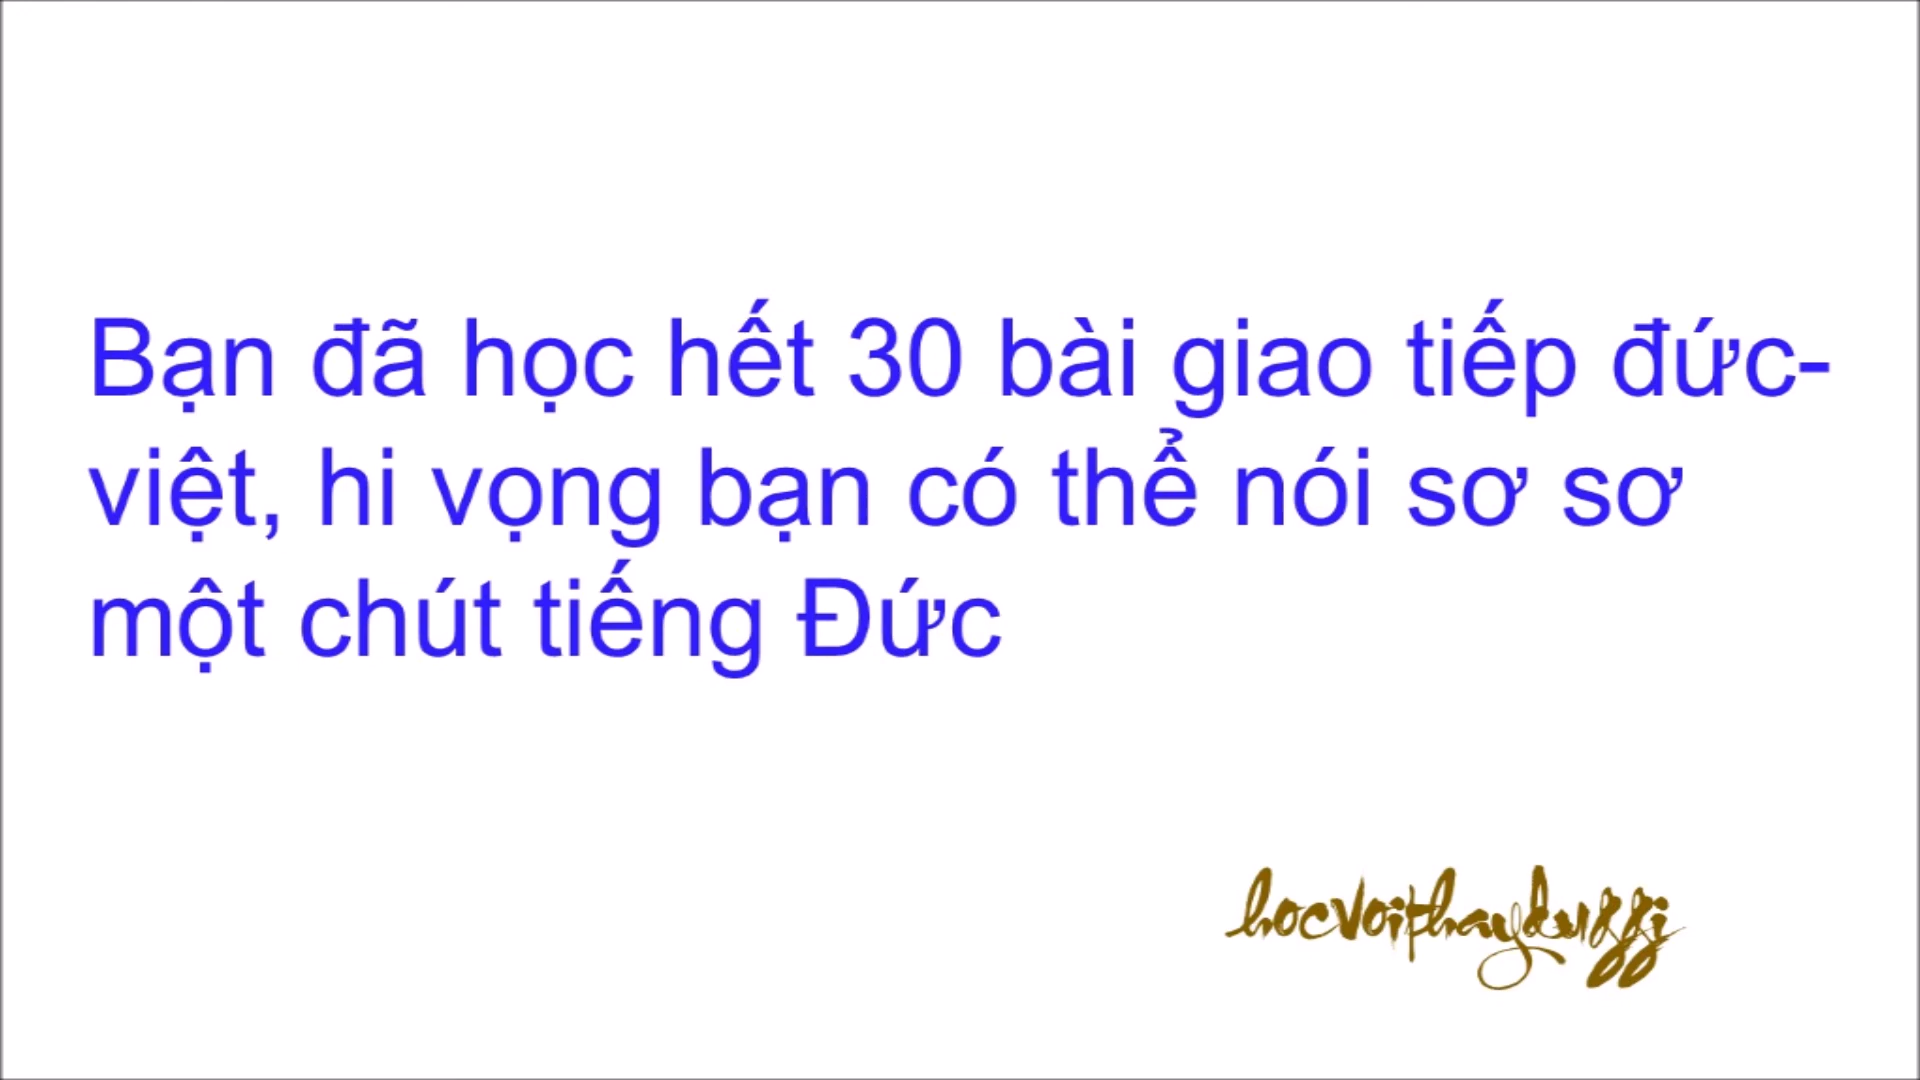 Bạn đã học hết 30 bài giao tiếp đức-
việt, hi vọng bạn có thể nói sơ sơ
một chút tiếng Đức